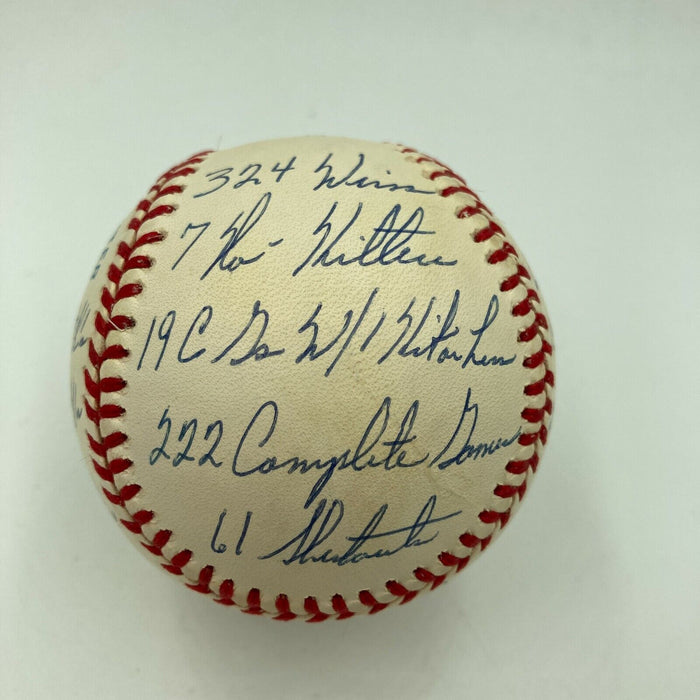 324 Wins
7 No-Hitters
19 C Gs W/1 Hit or Less
222 Complete Games
61 Shutouts